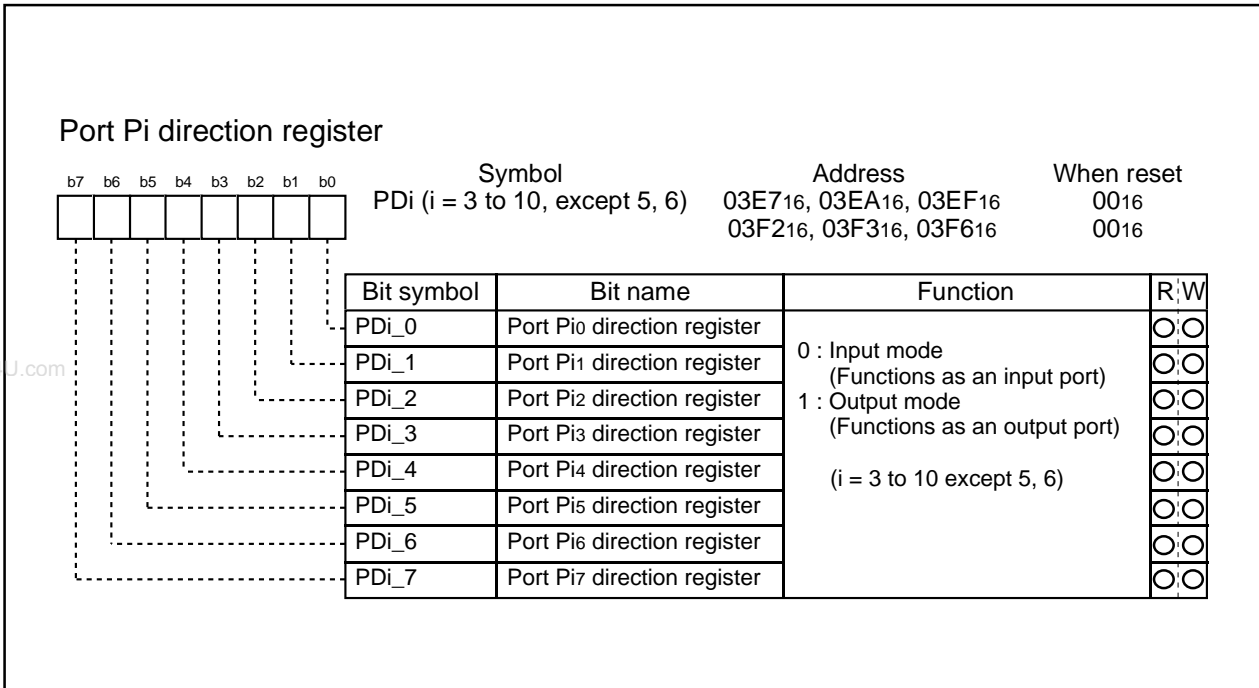 Port Pi direction register
b7 b6 b5 b4 b3 b2 b1 b0
Symbol Address When reset
PDi (i = 3 to 10, except 5, 6) 03E716, 03EA16, 03EF16 0016
03F216, 03F316, 03F616 0016
Bit symbol Bit name Function R W
PDi_0 Port Pi0 direction register
PDi_1 Port Pi1 direction register
PDi_2 Port Pi2 direction register
PDi_3 Port Pi3 direction register
PDi_4 Port Pi4 direction register
PDi_5 Port Pi5 direction register
PDi_6 Port Pi6 direction register
PDi_7 Port Pi7 direction register
0 : Input mode
(Functions as an input port)
1 : Output mode
(Functions as an output port)
(i = 3 to 10 except 5, 6)
U.com